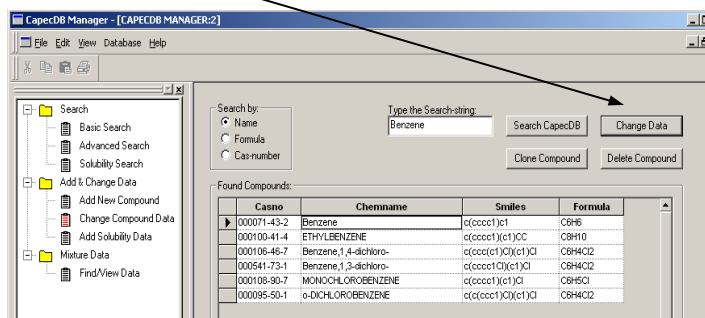 CapecDB Manager - [CAPECDB MANAGER:2]
File Edit View Database Help
Search
Basic Search
Advanced Search
Solubility Search
Add & Change Data
Add New Compound
Change Compound Data
Add Solubility Data
Mixture Data
Find/View Data
Search by:
Name
Formula
Cas-number
Type the Search-string:
Benzene
Search CapecDB
Change Data
Clone Compound
Delete Compound
Found Compounds:
Casno Chemname Smiles Formula
000071-43-2 Benzene c(cccc1)c1 C6H6
000100-41-4 ETHYLBENZENE c(cccc1)(c1)CC C8H10
000106-46-7 Benzene,1,4-dichloro- c(ccc(c1)Cl)(c1)Cl C6H4Cl2
000541-73-1 Benzene,1,3-dichloro- c(cccc1Cl)(c1)Cl C6H4Cl2
000108-90-7 MONOCHLOROBENZENE c(cccc1)(c1)Cl C6H5Cl
000095-50-1 o-DICHLOROBENZENE c(c(ccc1)Cl)(c1)Cl C6H4Cl2